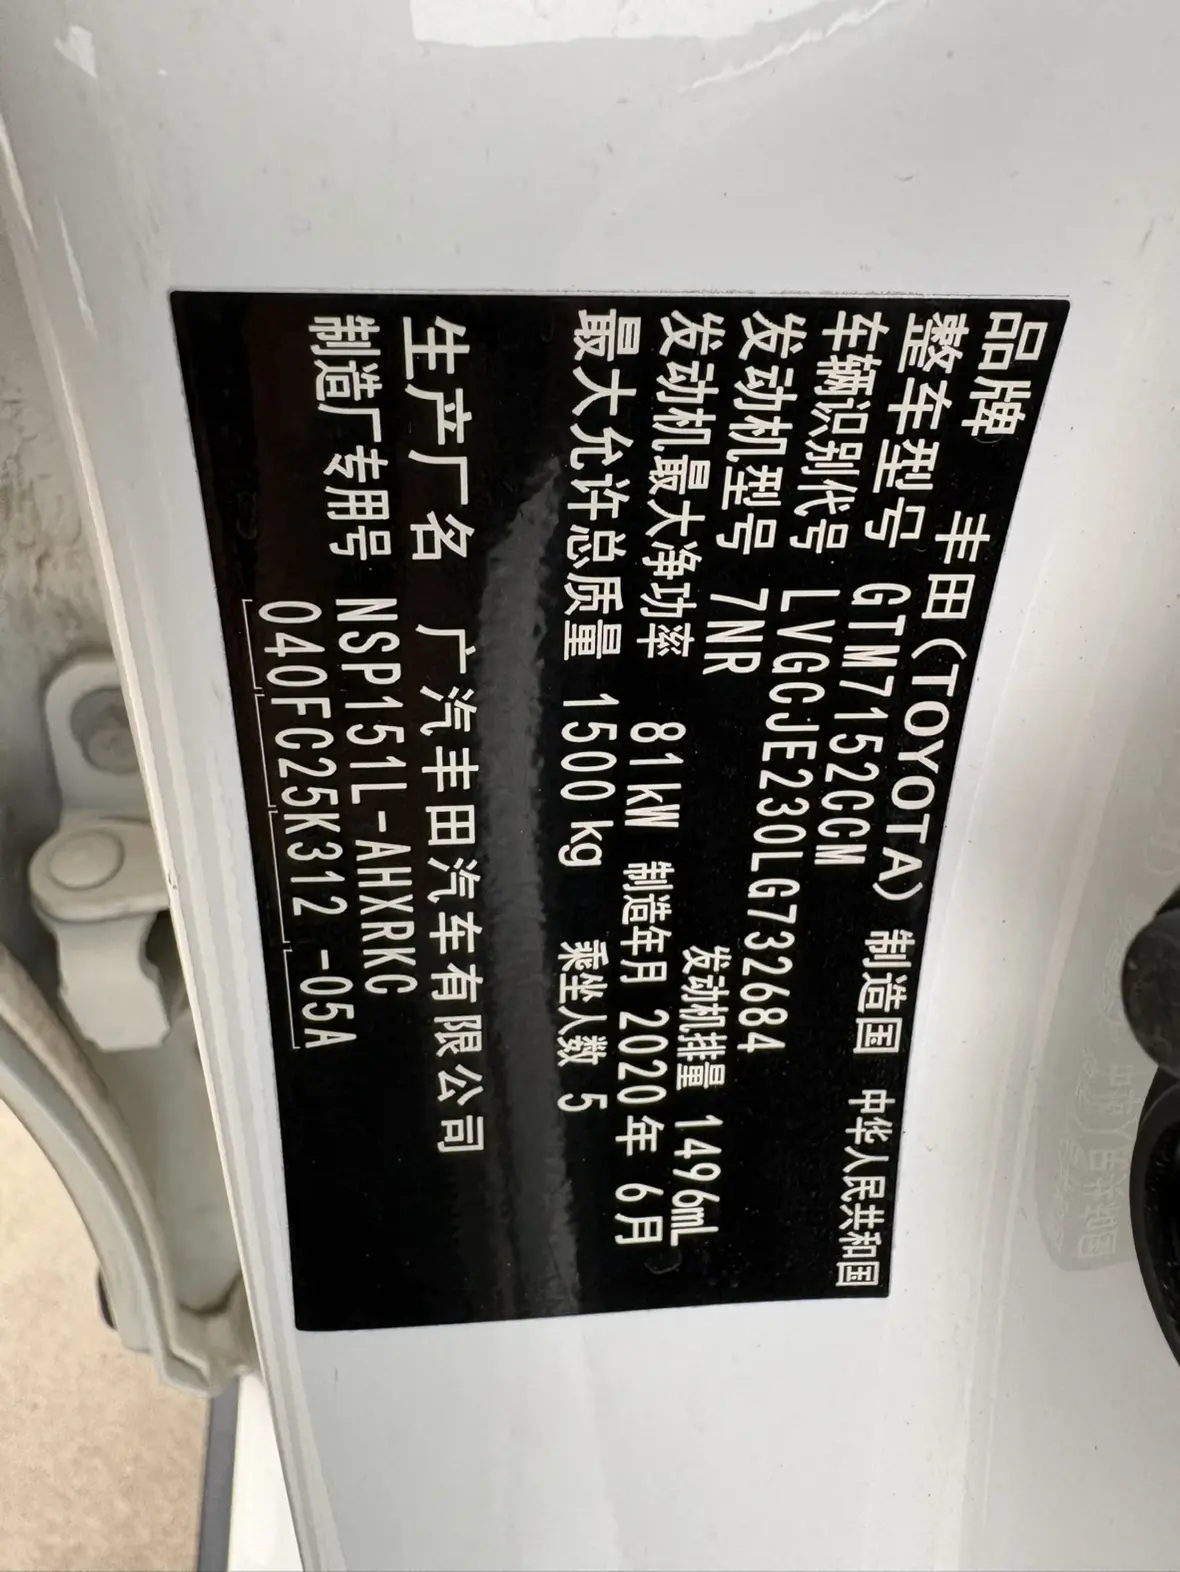 品牌 丰田(TOYOTA) 制造国 中华人民共和国
整车型号 GTM7152CCM
车辆识别代号 LVGCJE230LG732684
发动机型号 7NR 发动机排量 1496mL
发动机最大净功率 81kW 制造年月 2020年 6月
最大允许总质量 1500kg 乘坐人数 5
生产厂名 广汽丰田汽车有限公司
制造厂专用号 NSP151L-AHXRKC
040FC25K312 -05A